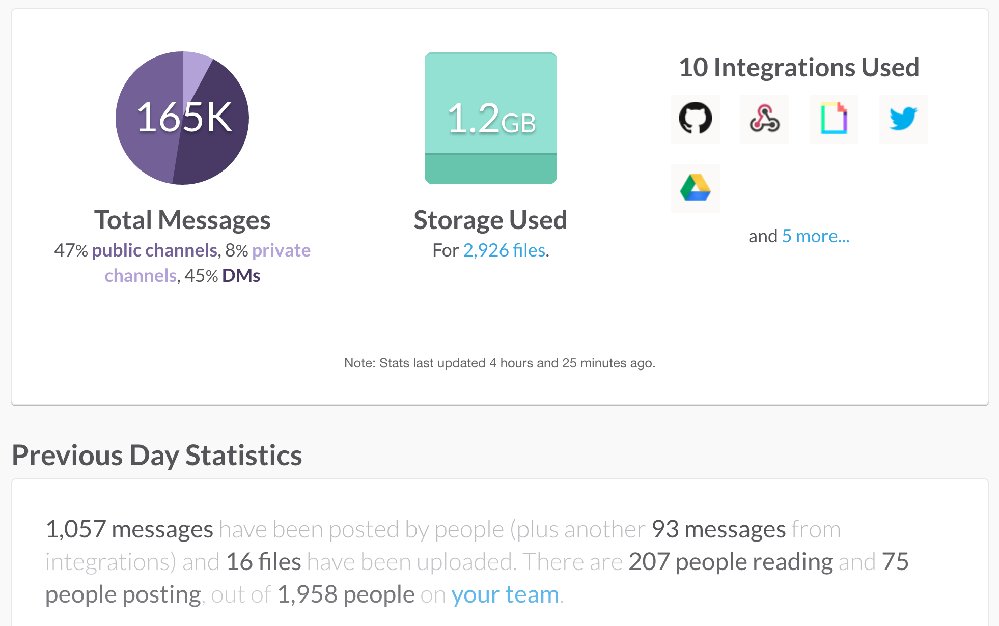 165K
Total Messages
47% public channels, 8% private
channels, 45% DMs
1.2GB
Storage Used
For 2,926 files.
10 Integrations Used
and 5 more...
Note: Stats last updated 4 hours and 25 minutes ago.
Previous Day Statistics
1,057 messages have been posted by people (plus another 93 messages from
integrations) and 16 files have been uploaded. There are 207 people reading and 75
people posting, out of 1,958 people on your team.